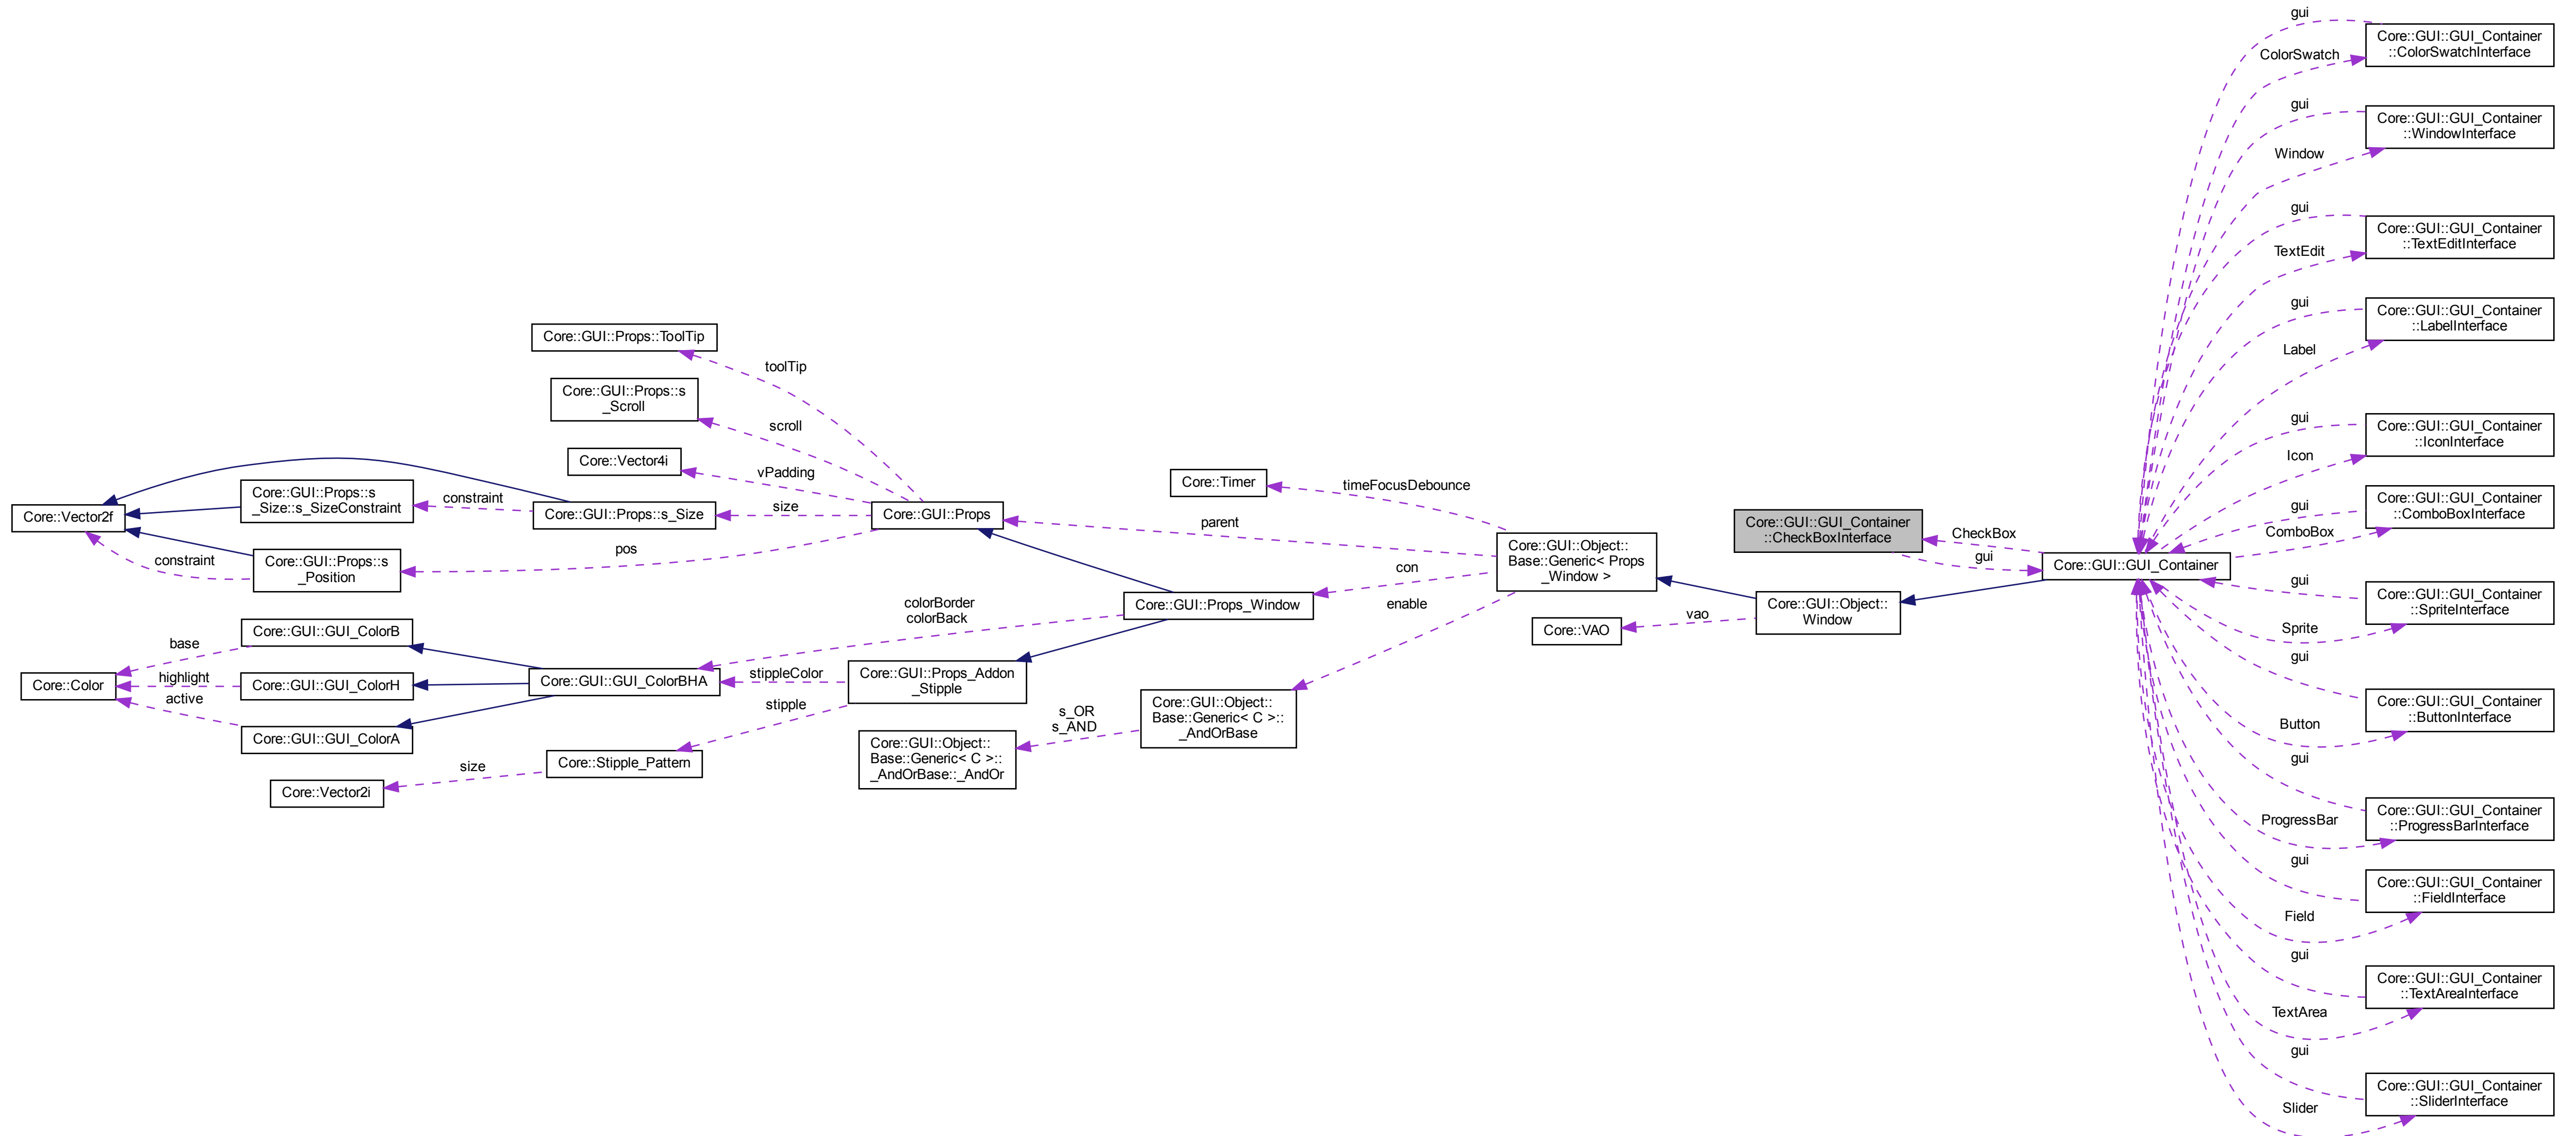 gui
Core::GUI::GUI_Container
::ColorSwatchInterface
ColorSwatch
gui
Core::GUI::GUI_Container
::WindowInterface
Window
gui
Core::GUI::GUI_Container
::TextEditInterface
TextEdit
gui
Core::GUI::GUI_Container
::LabelInterface
Label
gui
Core::GUI::GUI_Container
::IconInterface
Icon
gui
Core::GUI::GUI_Container
::ComboBoxInterface
ComboBox
gui
Core::GUI::GUI_Container
::SpriteInterface
Sprite
gui
Core::GUI::GUI_Container
::ButtonInterface
Button
gui
Core::GUI::GUI_Container
::ProgressBarInterface
ProgressBar
gui
Core::GUI::GUI_Container
::FieldInterface
Field
gui
Core::GUI::GUI_Container
::TextAreaInterface
TextArea
gui
Core::GUI::GUI_Container
::SliderInterface
Slider
Core::GUI::GUI_Container
Core::GUI::GUI_Container
::CheckBoxInterface
CheckBox
gui
Core::GUI::Object::
Window
vao
Core::VAO
Core::GUI::Object::
Base::Generic< Props
_Window >
timeFocusDebounce
Core::Timer
parent
con
enable
Core::GUI::Props_Window
Core::GUI::Object::
Base::Generic< C >::
_AndOrBase
s_OR
s_AND
Core::GUI::Object::
Base::Generic< C >::
_AndOrBase::_AndOr
Core::GUI::Props
toolTip
scroll
vPadding
size
pos
Core::GUI::Props::ToolTip
Core::GUI::Props::s
_Scroll
Core::Vector4i
Core::GUI::Props::s_Size
constraint
Core::GUI::Props::s
_Size::s_SizeConstraint
Core::Vector2f
Core::GUI::Props::s
_Position
constraint
colorBorder
colorBack
Core::GUI::Props_Addon
_Stipple
stippleColor
stipple
Core::GUI::GUI_ColorBHA
Core::GUI::GUI_ColorB
Core::GUI::GUI_ColorH
Core::GUI::GUI_ColorA
base
highlight
active
Core::Color
Core::Stipple_Pattern
size
Core::Vector2i